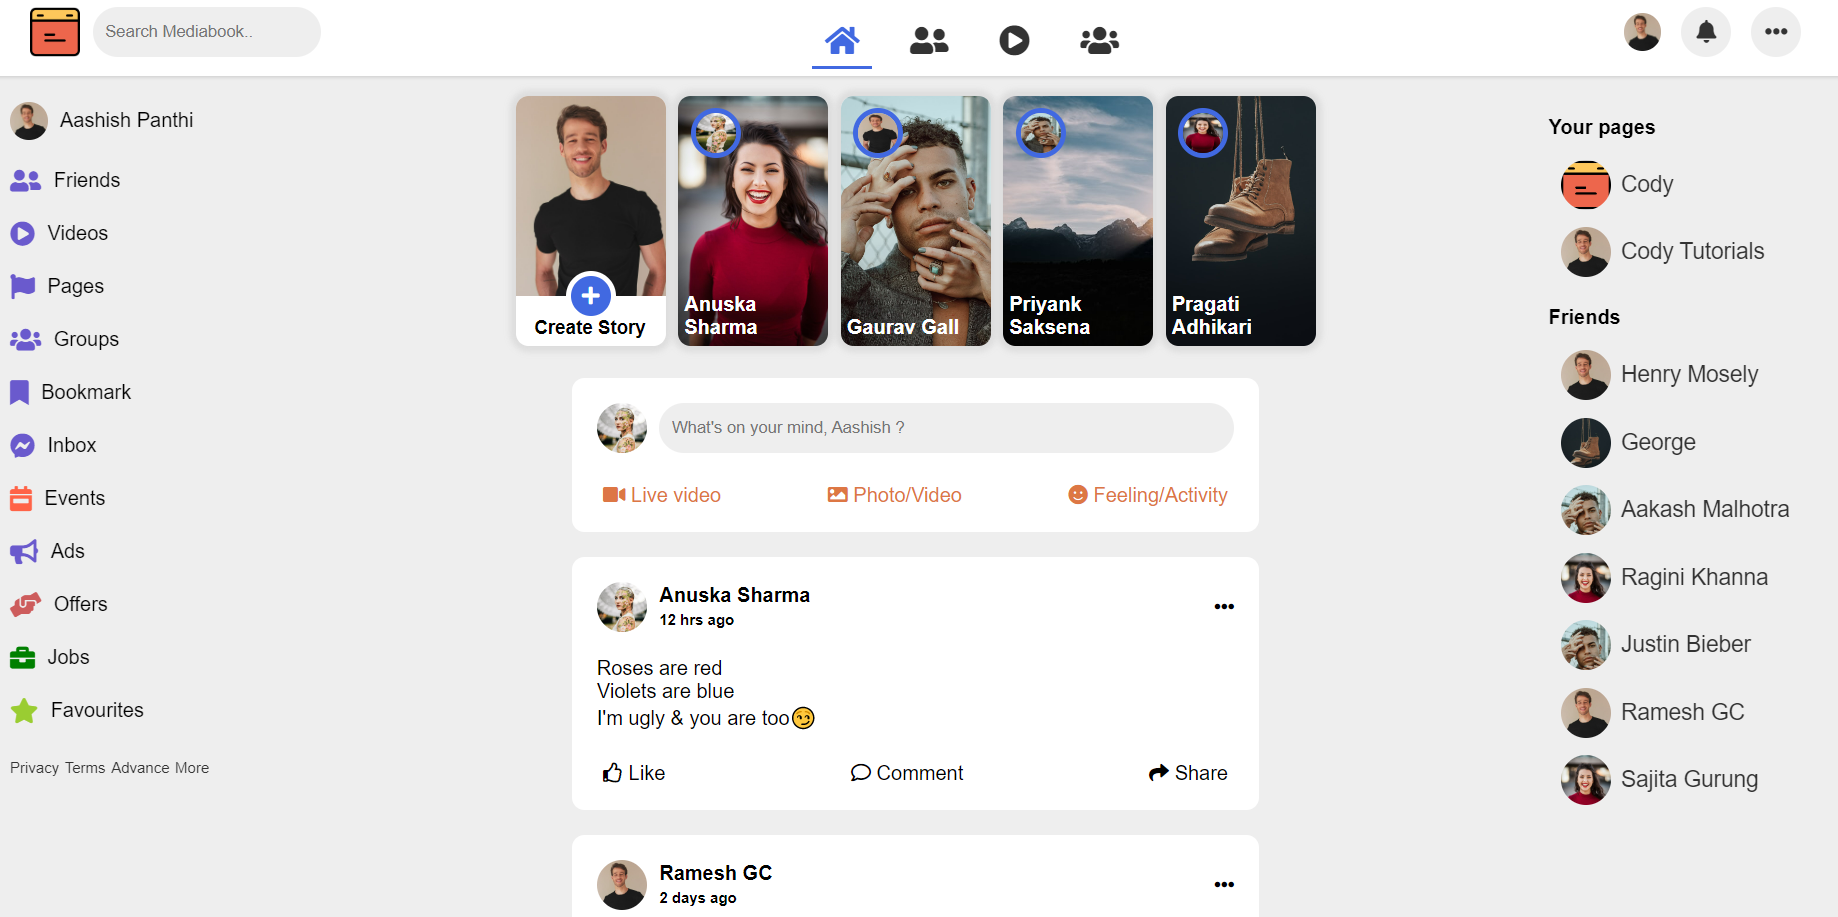 Search Mediabook..
Aashish Panthi
Friends
Videos
Pages
Groups
Bookmark
Inbox
Events
Ads
Offers
Jobs
Favourites
Privacy Terms Advance More
Create Story
Anuska
Sharma
Gaurav Gall
Priyank
Saksena
Pragati
Adhikari
What's on your mind, Aashish ?
Live video
Photo/Video
Feeling/Activity
Anuska Sharma
12 hrs ago
Roses are red
Violets are blue
I'm ugly & you are too😏
Like
Comment
Share
Ramesh GC
2 days ago
Your pages
Cody
Cody Tutorials
Friends
Henry Mosely
George
Aakash Malhotra
Ragini Khanna
Justin Bieber
Ramesh GC
Sajita Gurung